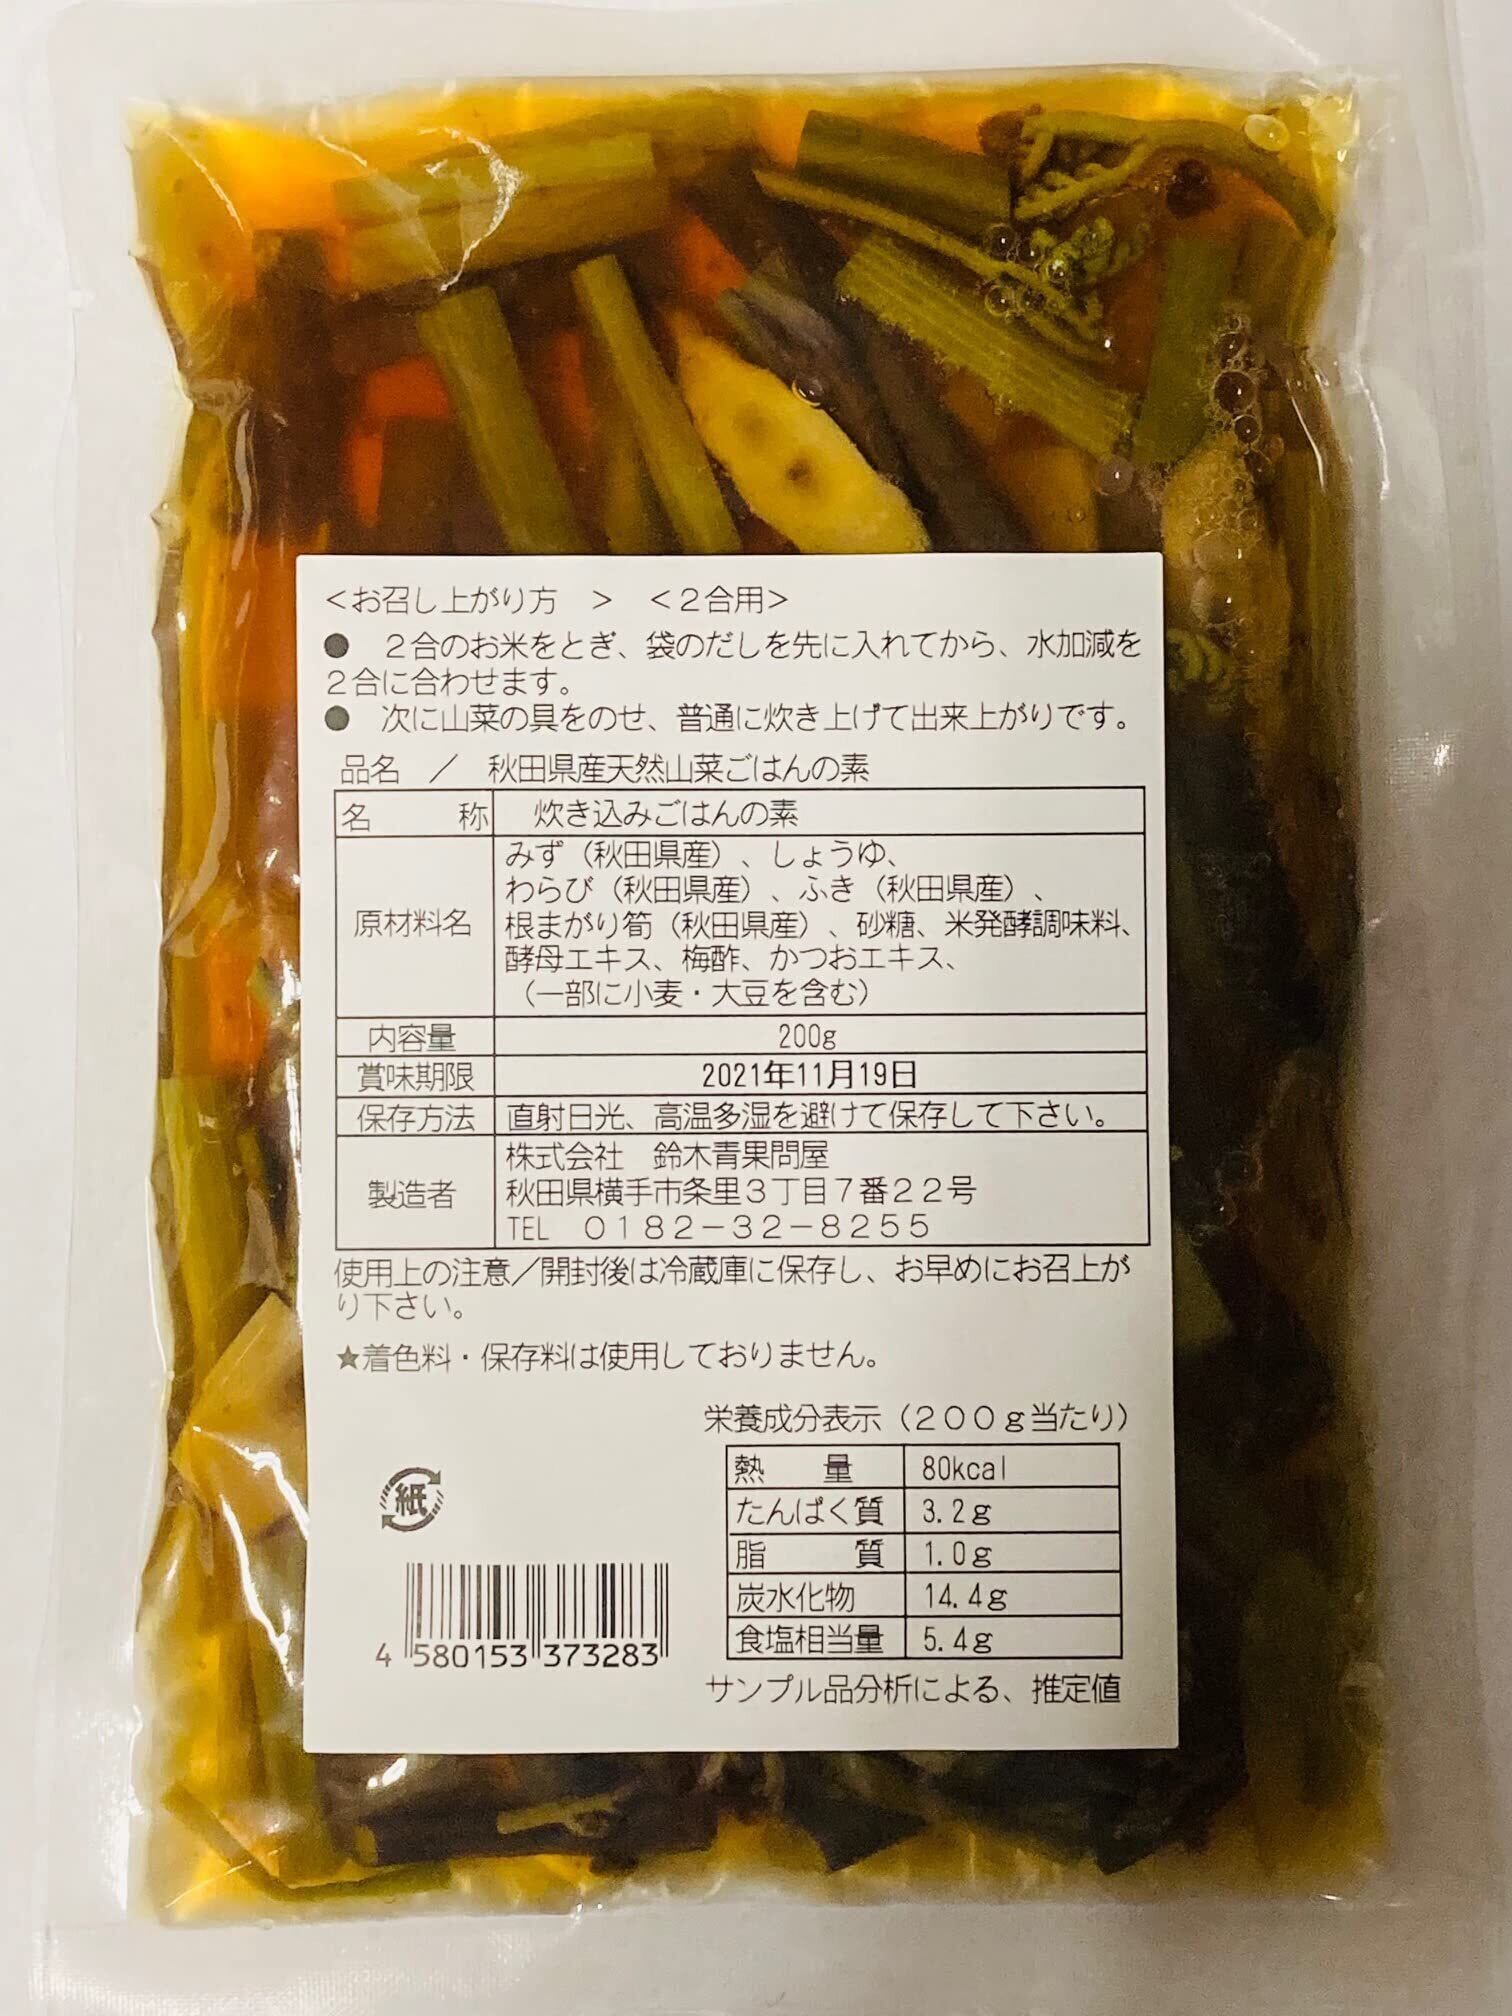 ＜お召し上がり方　＞　＜２合用＞
●　２合のお米をとぎ、袋のだしを先に入れてから、水加減を
２合に合わせます。
●　次に山菜の具をのせ、普通に炊き上げて出来上がりです。
品名　／　秋田県産天然山菜ごはんの素
名　　称　炊き込みごはんの素
みず（秋田県産）、しょうゆ、
わらび（秋田県産）、ふき（秋田県産）、
原材料名　根まがり筍（秋田県産）、砂糖、米発酵調味料、
酵母エキス、梅酢、かつおエキス、
（一部に小麦・大豆を含む）
内容量　200g
賞味期限　2021年11月19日
保存方法　直射日光、高温多湿を避けて保存して下さい。
株式会社　鈴木青果問屋
製造者　秋田県横手市条里３丁目７番２２号
TEL　０１８２－３２－８２５５
使用上の注意／開封後は冷蔵庫に保存し、お早めにお召上が
り下さい。
★着色料・保存料は使用しておりません。
栄養成分表示（２００ｇ当たり）
熱　　量　80kcal
たんぱく質　3.2g
脂　　質　1.0g
炭水化物　14.4g
食塩相当量　5.4g
サンプル品分析による、推定値
紙
4 580153 373283